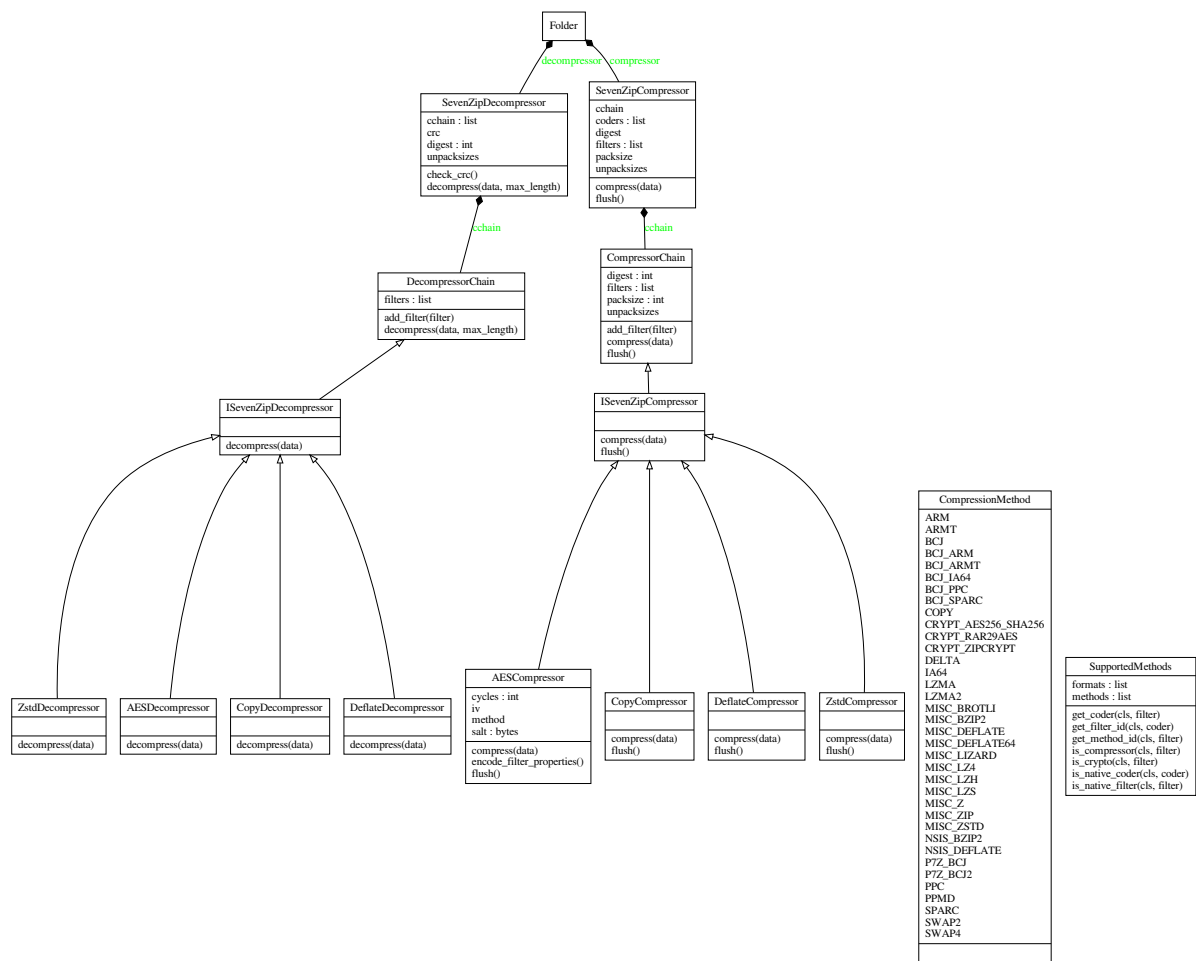 Folder
decompressor
compressor
SevenZipDecompressor
cchain : list
crc
digest : int
unpacksizes
check_crc()
decompress(data, max_length)
SevenZipCompressor
cchain
coders : list
digest
filters : list
packsize
unpacksizes
compress(data)
flush()
cchain
cchain
DecompressorChain
filters : list
add_filter(filter)
decompress(data, max_length)
CompressorChain
digest : int
filters : list
packsize : int
unpacksizes
add_filter(filter)
compress(data)
flush()
ISevenZipDecompressor
decompress(data)
ISevenZipCompressor
compress(data)
flush()
ZstdDecompressor
decompress(data)
AESDecompressor
decompress(data)
CopyDecompressor
decompress(data)
DeflateDecompressor
decompress(data)
AESCompressor
cycles : int
iv
method
salt : bytes
compress(data)
encode_filter_properties()
flush()
CopyCompressor
compress(data)
flush()
DeflateCompressor
compress(data)
flush()
ZstdCompressor
compress(data)
flush()
CompressionMethod
ARM
ARMT
BCJ
BCJ_ARM
BCJ_ARMT
BCJ_IA64
BCJ_PPC
BCJ_SPARC
COPY
CRYPT_AES256_SHA256
CRYPT_RAR29AES
CRYPT_ZIPCRYPT
DELTA
IA64
LZMA
LZMA2
MISC_BROTLI
MISC_BZIP2
MISC_DEFLATE
MISC_DEFLATE64
MISC_LIZARD
MISC_LZ4
MISC_LZH
MISC_LZS
MISC_Z
MISC_ZIP
MISC_ZSTD
NSIS_BZIP2
NSIS_DEFLATE
P7Z_BCJ
P7Z_BCJ2
PPC
PPMD
SPARC
SWAP2
SWAP4
SupportedMethods
formats : list
methods : list
get_coder(cls, filter)
get_filter_id(cls, coder)
get_method_id(cls, filter)
is_compressor(cls, filter)
is_crypto(cls, filter)
is_native_coder(cls, coder)
is_native_filter(cls, filter)